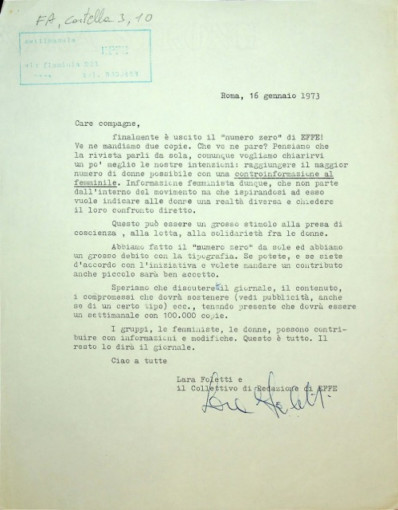 FA, cartella 3, 10
settimanale
EFFE
Roma, 16 gennaio 1973
Care compagne,
finalmente è uscito il "numero zero" di EFFE!
Ve ne mandiamo due copie. Che ve ne pare? Pensiamo che
la rivista parli da sola, comunque vogliamo chiarirvi
un po' meglio le nostre intenzioni: raggiungere il maggior
numero di donne possibile con una controinformazione al
femminile. Informazione femminista dunque, che non parte
dall'interno del movimento ma che ispirandosi ad esso
vuole indicare alle donne una realtà diversa e chiedere
il loro confronto diretto.
Questo può essere un grosso stimolo alla presa di
coscienza , alla lotta, alla solidarietà fra le donne.
Abbiamo fatto il "numero zero" da sole ed abbiamo
un grosso debito con la tipografia. Se potete, e se siete
d'accordo con l'iniziativa e volete mandare un contributo
anche piccolo sarà ben accetto.
Speriamo che discuterete il giornale, il contenuto,
i compromessi che dovrà sostenere (vedi pubblicità, anche
se di un certo tipo) ecc., tenendo presente che dovrà essere
un settimanale con 100.000 copie.
I gruppi, le femministe, le donne, possono contri-
buire con informazioni e modifiche. Questo è tutto. Il
resto lo dirà il giornale.
Ciao a tutte
Lara Foletti e
il Collettivo di Redazione di EFFE
Lara Foletti